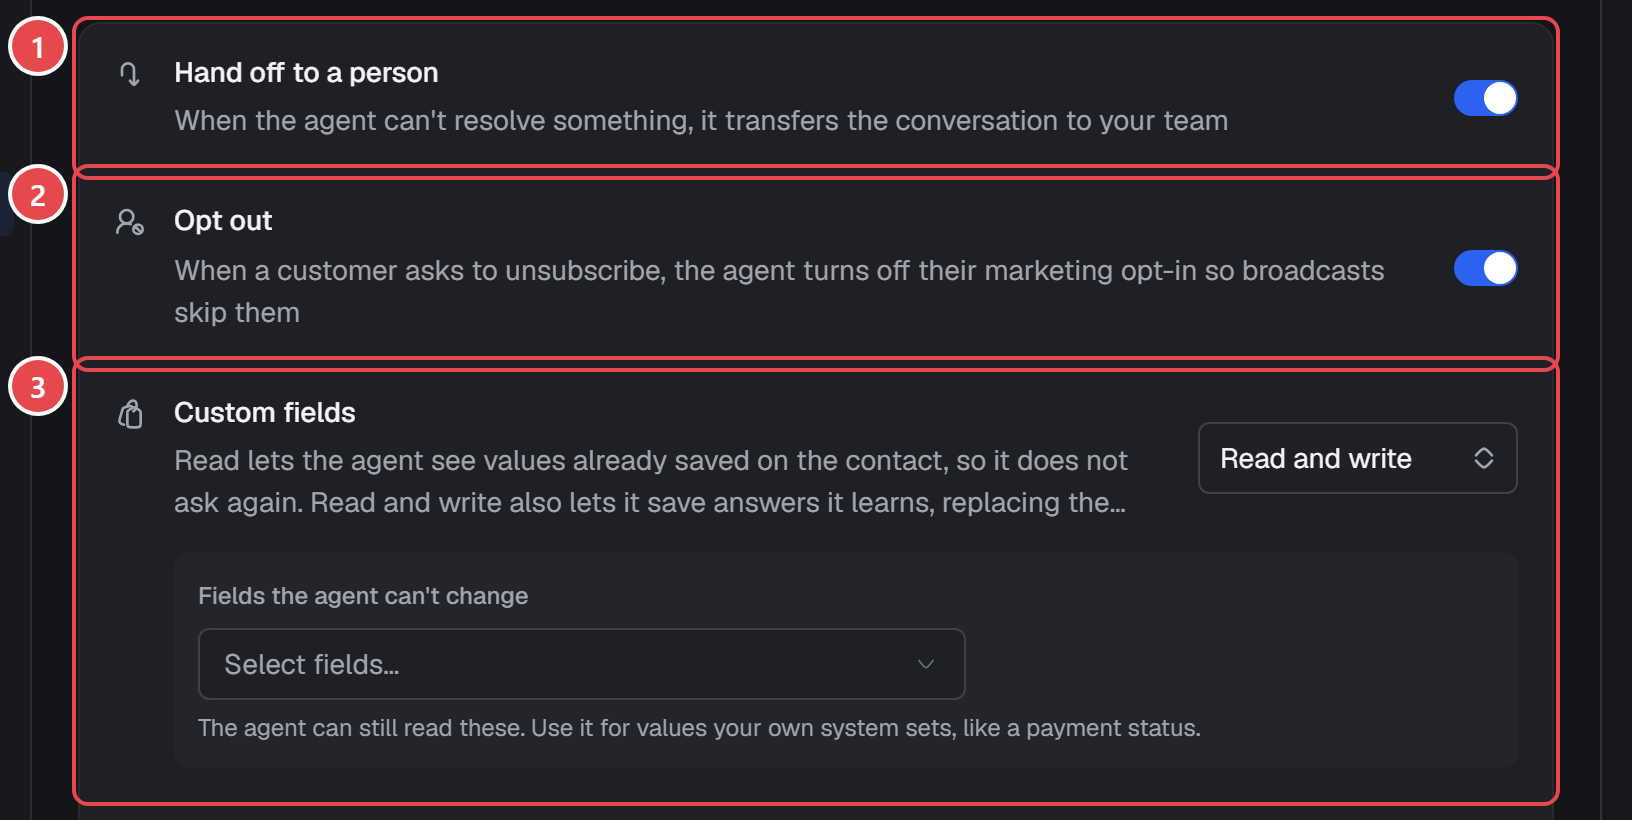 1
Hand off to a person
When the agent can't resolve something, it transfers the conversation to your team
2
Opt out
When a customer asks to unsubscribe, the agent turns off their marketing opt-in so broadcasts
skip them
3
Custom fields
Read lets the agent see values already saved on the contact, so it does not
ask again. Read and write also lets it save answers it learns, replacing the...
Read and write
Fields the agent can't change
Select fields...
The agent can still read these. Use it for values your own system sets, like a payment status.